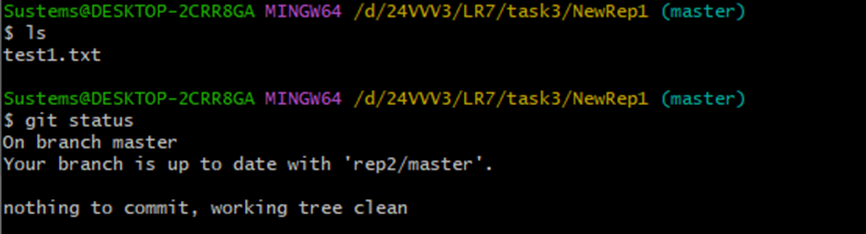 Sustems@DESKTOP-2CRR8GA MINGW64 /d/24VVV3/LR7/task3/NewRep1 (master)
$ ls
test1.txt
Sustems@DESKTOP-2CRR8GA MINGW64 /d/24VVV3/LR7/task3/NewRep1 (master)
$ git status
On branch master
Your branch is up to date with 'rep2/master'.
nothing to commit, working tree clean